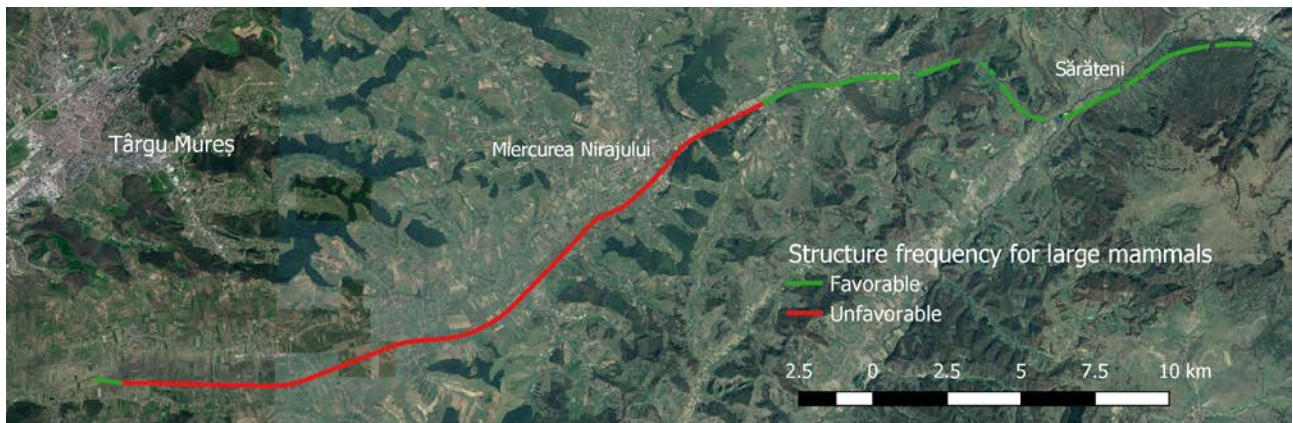 Sărățeni
Târgu Mureș
Miercurea Nirajului
Structure frequency for large mammals
Favorable
Unfavorable
2.5 0 2.5 5 7.5 10 km